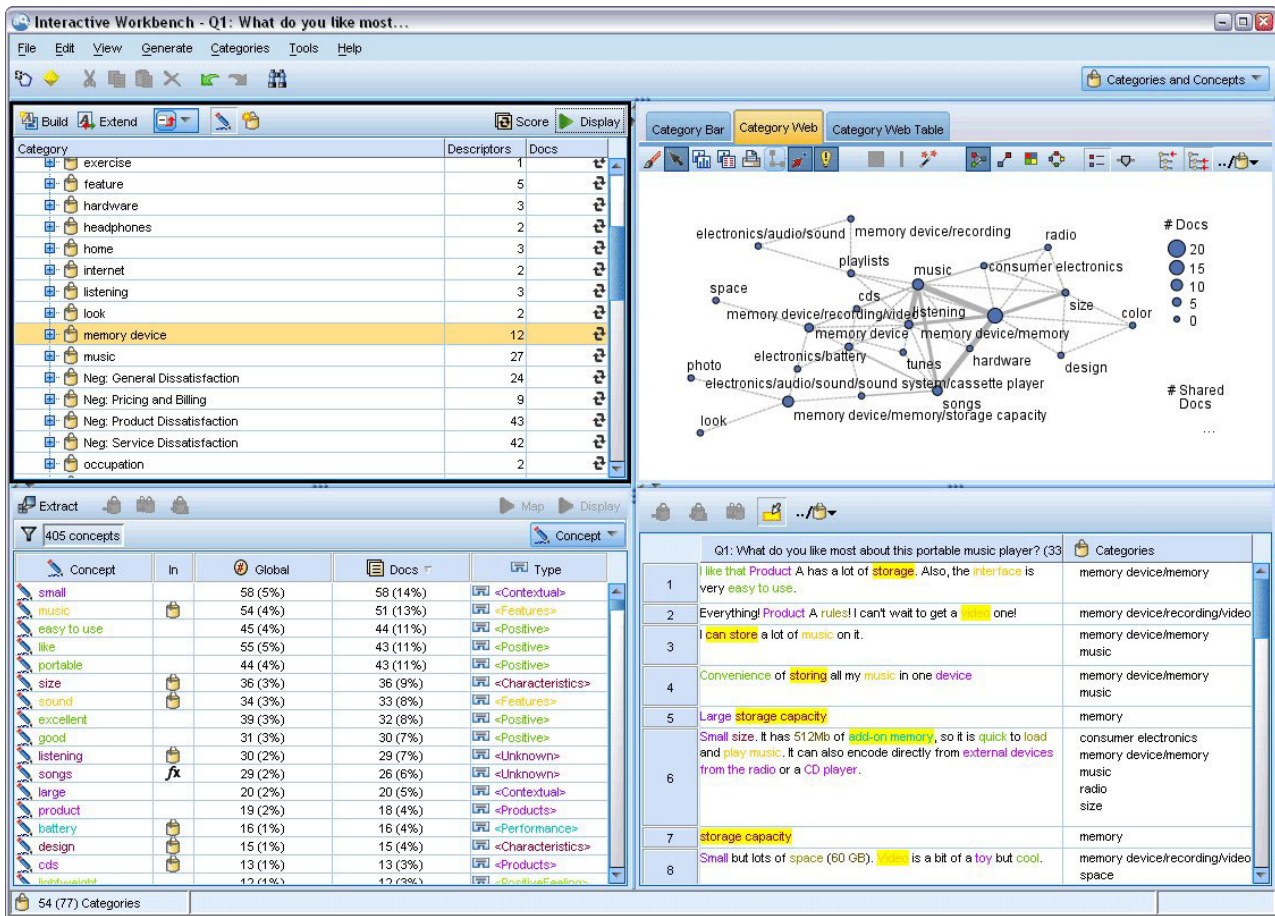 Interactive Workbench - Q1: What do you like most...
File Edit View Generate Categories Tools Help
Categories and Concepts
Build Extend Score Display
Category Descriptors Docs
exercise 1
feature 5
hardware 3
headphones 2
home 3
internet 2
listening 3
look 2
memory device 12
music 27
Neg: General Dissatisfaction 24
Neg: Pricing and Billing 9
Neg: Product Dissatisfaction 43
Neg: Service Dissatisfaction 42
occupation 2
Category Bar Category Web Category Web Table
../
electronics/audio/sound memory device/recording radio
playlists music consumer electronics
space cds size
memory device/recording/video listening color
memory device memory device/memory
electronics/battery tunes hardware design
photo
electronics/audio/sound/sound system/cassette player
songs
memory device/memory/storage capacity
look
# Docs
20
15
10
5
0
# Shared
Docs
...
Extract Map Display
405 concepts Concept
Concept In Global Docs Type
small 58 (5%) 58 (14%) <Contextual>
music 54 (4%) 51 (13%) <Features>
easy to use 45 (4%) 44 (11%) <Positive>
like 55 (5%) 43 (11%) <Positive>
portable 44 (4%) 43 (11%) <Positive>
size 36 (3%) 36 (9%) <Characteristics>
sound 34 (3%) 33 (8%) <Features>
excellent 39 (3%) 32 (8%) <Positive>
good 31 (3%) 30 (7%) <Positive>
listening 30 (2%) 29 (7%) <Unknown>
songs fx 29 (2%) 26 (6%) <Unknown>
large 20 (2%) 20 (5%) <Contextual>
product 19 (2%) 18 (4%) <Products>
battery 16 (1%) 16 (4%) <Performance>
design 15 (1%) 15 (4%) <Characteristics>
cds 13 (1%) 13 (3%) <Products>
lightweight 12 (1%) 12 (3%) <PositiveFeeling>
../
Q1: What do you like most about this portable music player? (33 Categories
1 I like that Product A has a lot of storage. Also, the interface is memory device/memory
very easy to use.
2 Everything! Product A rules! I can't wait to get a video one! memory device/recording/video
3 I can store a lot of music on it. memory device/memory
music
4 Convenience of storing all my music in one device memory device/memory
music
5 Large storage capacity memory
6 Small size. It has 512Mb of add-on memory, so it is quick to load consumer electronics
and play music. It can also encode directly from external devices memory device/memory
from the radio or a CD player. music
radio
size
7 storage capacity memory
8 Small but lots of space (60 GB). Video is a bit of a toy but cool. memory device/recording/video
space
54 (77) Categories